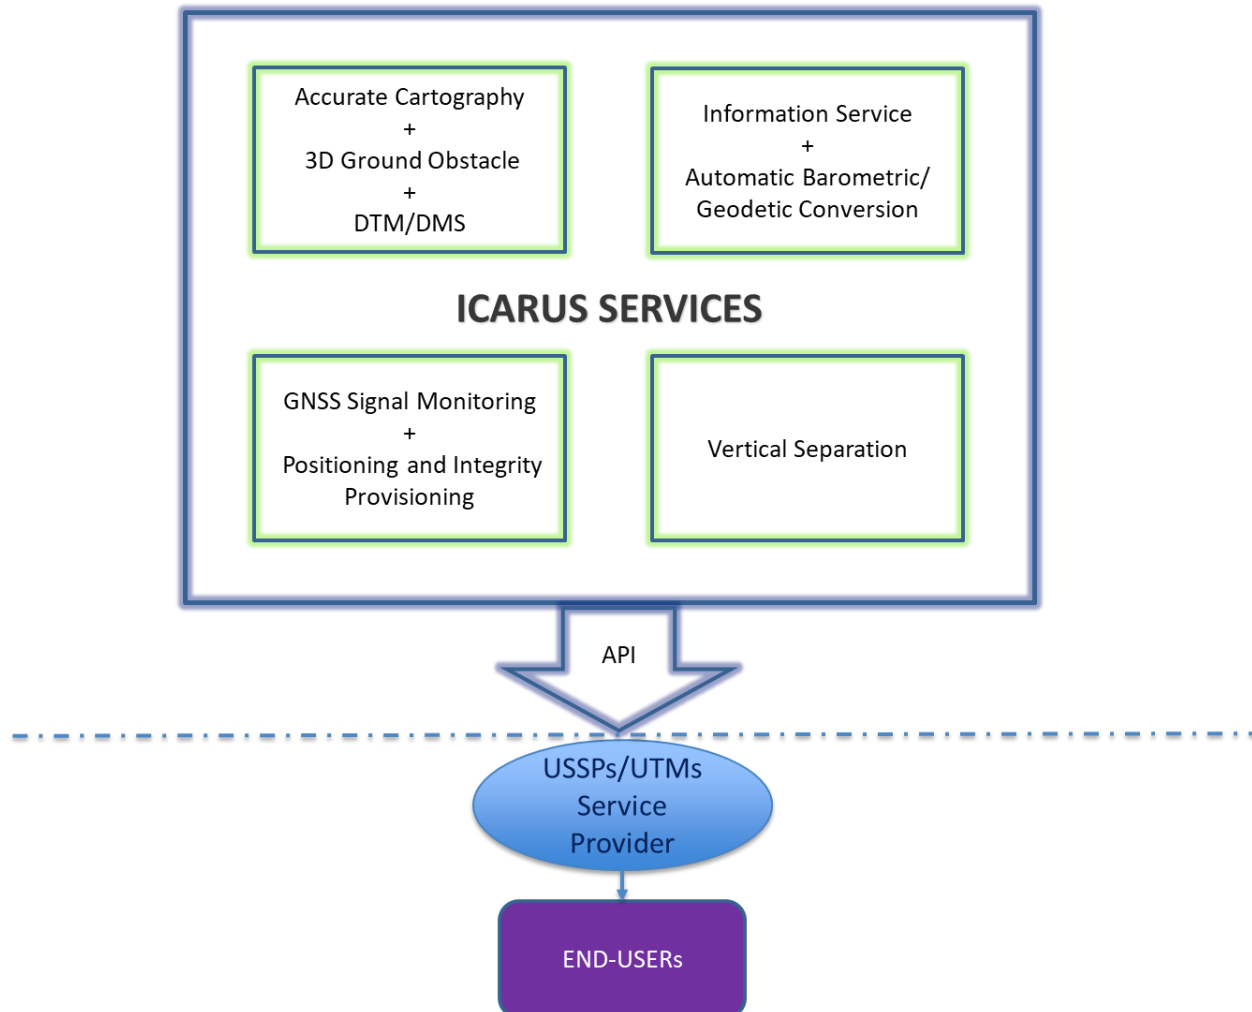 Accurate Cartography
+
3D Ground Obstacle
+
DTM/DMS
Information Service
+
Automatic Barometric/
Geodetic Conversion
ICARUS SERVICES
GNSS Signal Monitoring
+
Positioning and Integrity
Provisioning
Vertical Separation
API
USSPs/UTMs
Service
Provider
END-USERs